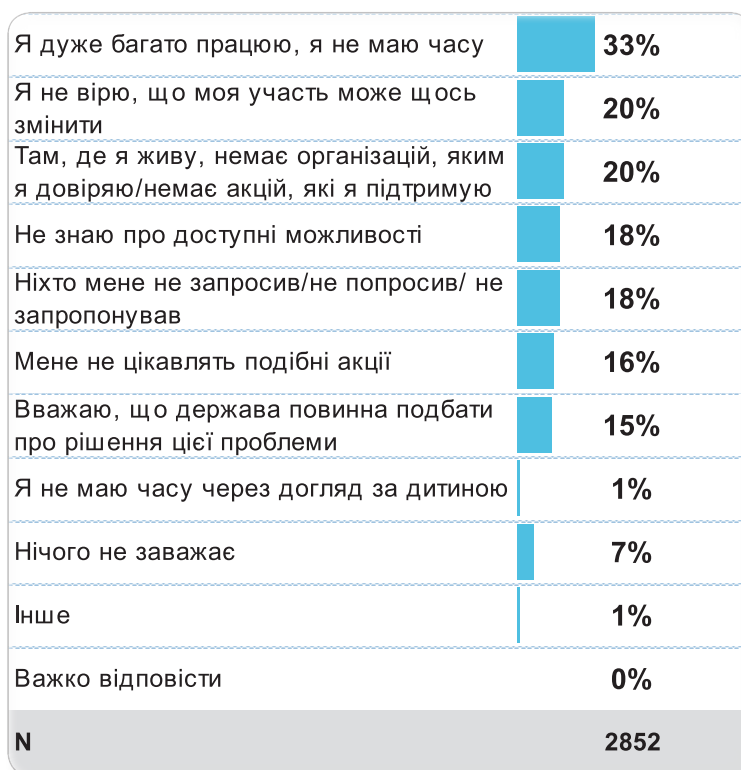 Я дуже багато працюю, я не маю часу 33%
Я не вірю, що моя участь може щось
змінити 20%
Там, де я живу, немає організацій, яким
я довіряю/немає акцій, які я підтримую 20%
Не знаю про доступні можливості 18%
Ніхто мене не запросив/не попросив/ не
запропонував 18%
Мене не цікавлять подібні акції 16%
Вважаю, що держава повинна подбати
про рішення цієї проблеми 15%
Я не маю часу через догляд за дитиною 1%
Нічого не заважає 7%
Інше 1%
Важко відповісти 0%
N 2852